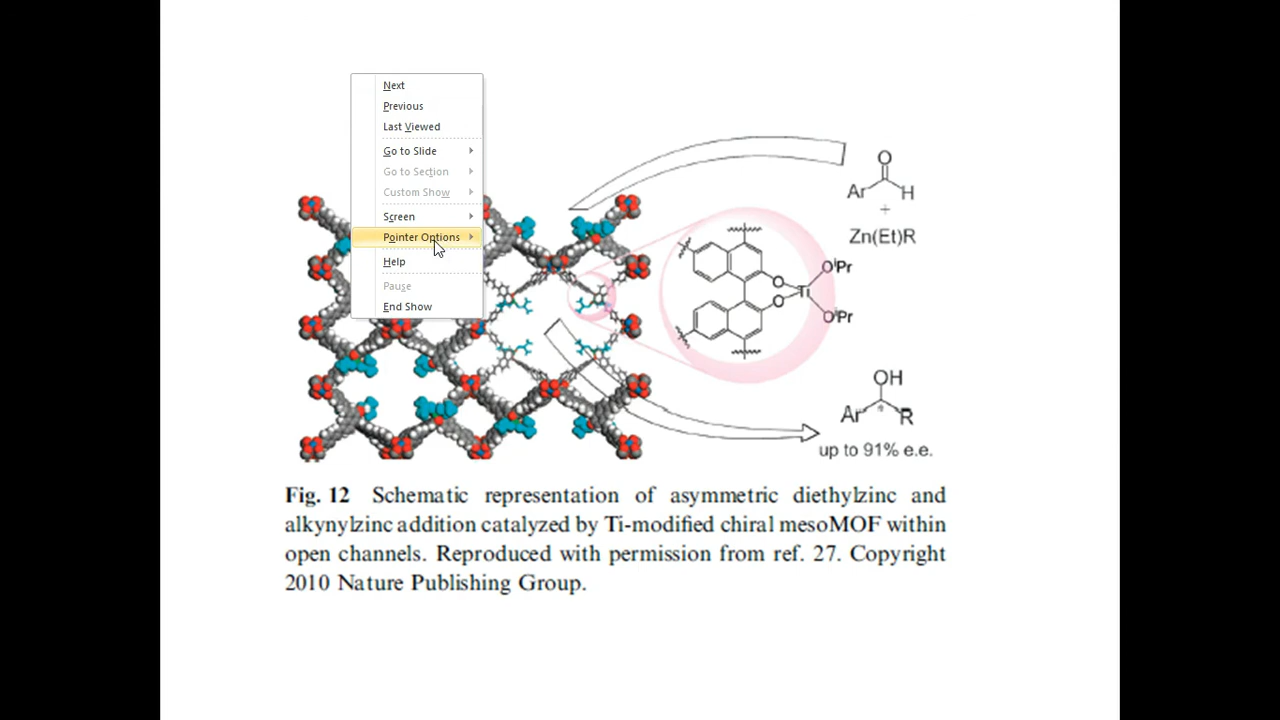 Next
Previous
Last Viewed
Go to Slide
Go to Section
Custom Show
Screen
Pointer Options
Help
Pause
End Show
O
Ar H
+
Zn(Et)R
O
OⁱPr
Ti
O
OⁱPr
OH
Ar * R
up to 91% e.e.
Fig. 12 Schematic representation of asymmetric diethylzinc and
alkynylzinc addition catalyzed by Ti-modified chiral mesoMOF within
open channels. Reproduced with permission from ref. 27. Copyright
2010 Nature Publishing Group.